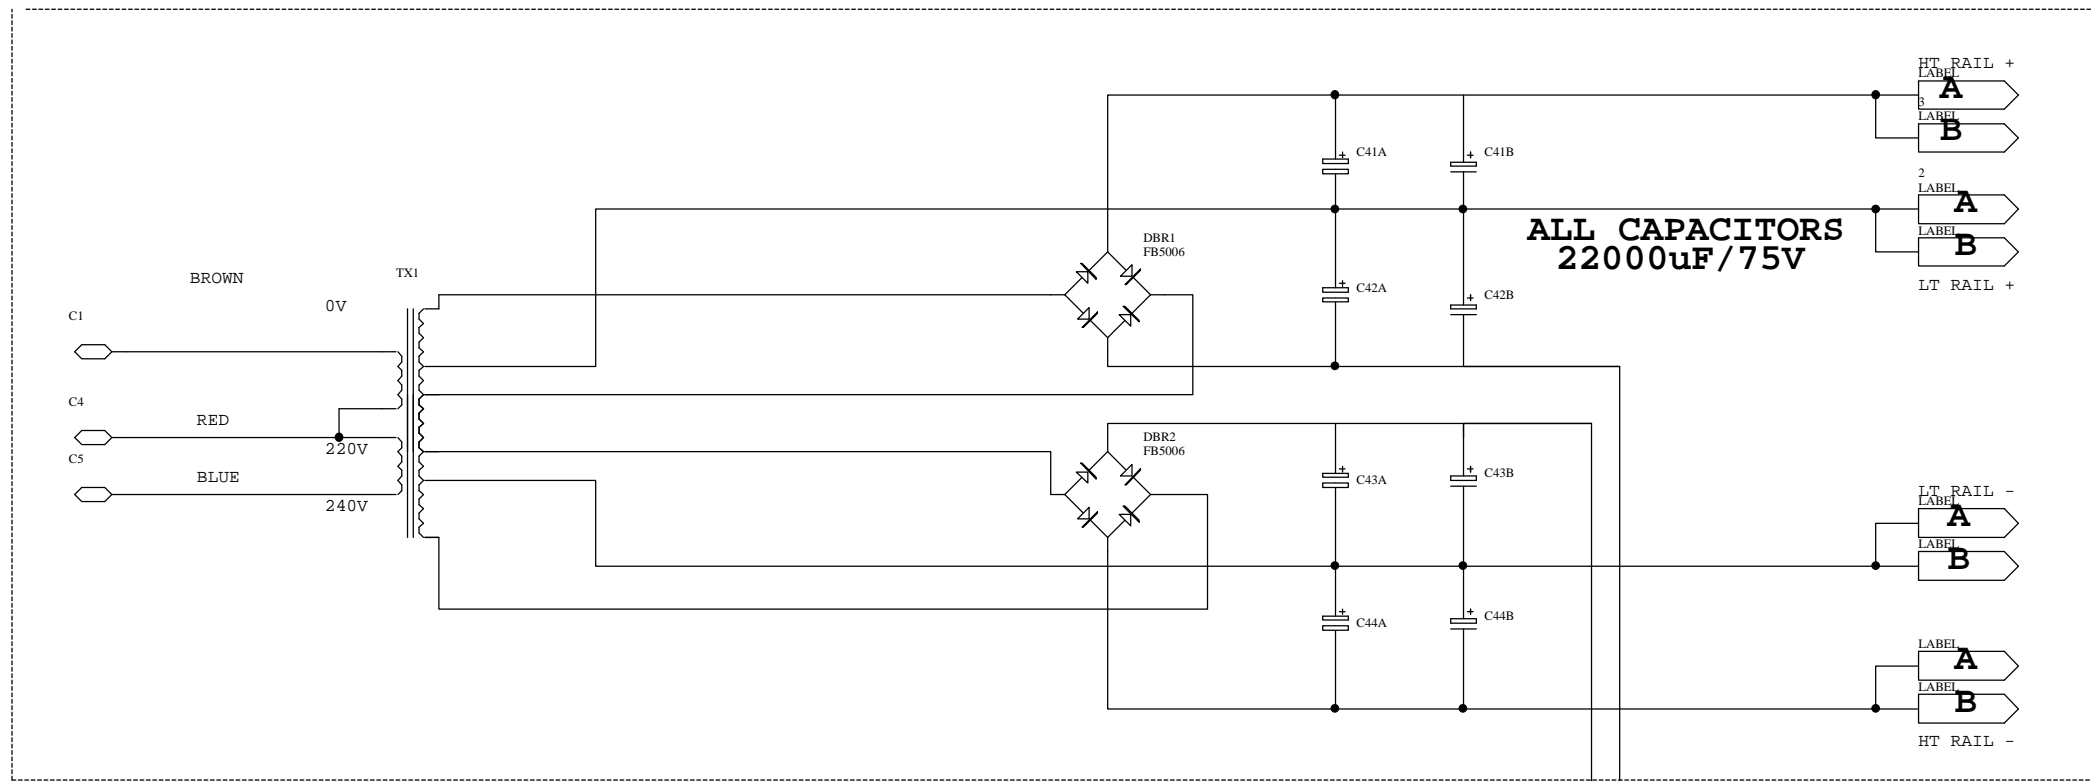 HT RAIL +
LABEL
A
3
LABEL
B
C41A
C41B
2
LABEL
A
ALL CAPACITORS
22000uF/75V
LABEL
B
DBR1
FB5006
BROWN
TX1
C42A
C42B
LT RAIL +
0V
C1
C4
RED
220V
DBR2
FB5006
C5
BLUE
240V
C43A
C43B
LT RAIL -
LABEL
A
LABEL
B
C44A
C44B
LABEL
A
LABEL
B
HT RAIL -